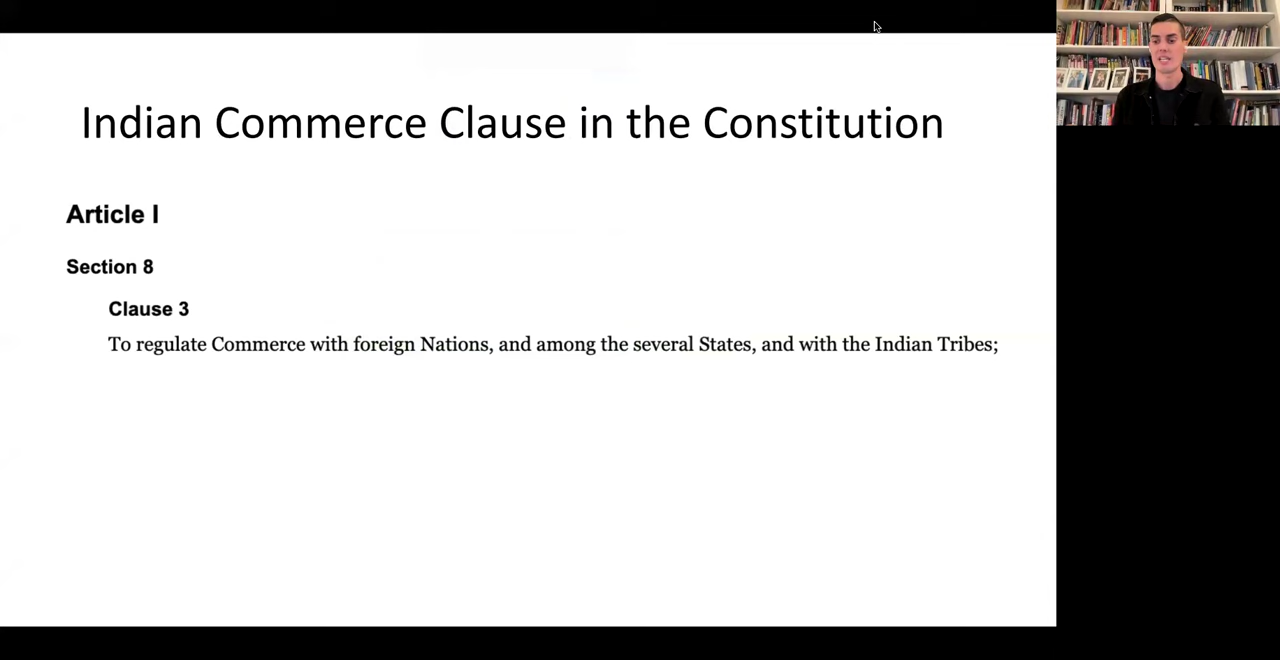 Indian Commerce Clause in the Constitution
Article I
Section 8
Clause 3
To regulate Commerce with foreign Nations, and among the several States, and with the Indian Tribes;